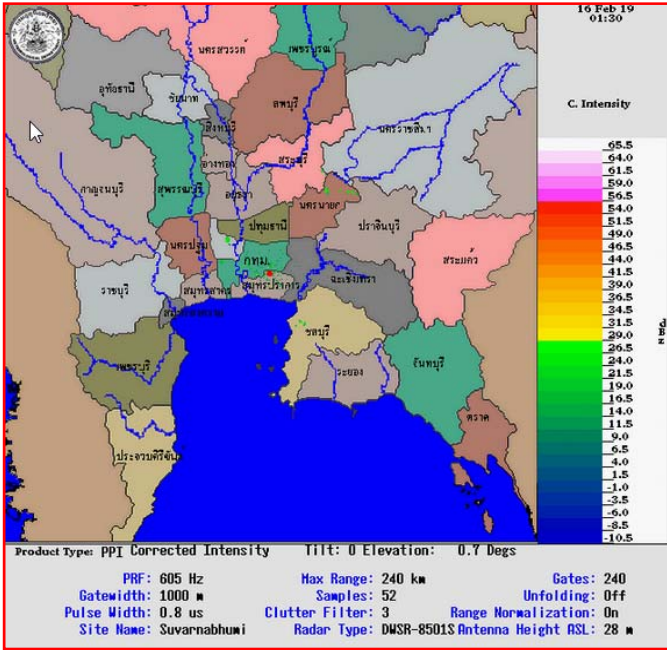 16 Feb 19
01:30
C. Intensity
นครสวรรค์
เพชรบูรณ์
อุทัยธานี
ชัยนาท
ลพบุรี
สิงห์บุรี
นครราชสีมา
อ่างทอง
สระบุรี
กาญจนบุรี
สุพรรณบุรี
อยุธยา
นครนายก
ปทุมธานี
ปราจีนบุรี
นครปฐม
กทม.
สระแก้ว
ราชบุรี
สมุทรสาคร
สมุทรปราการ
ฉะเชิงเทรา
ชลบุรี
เพชรบุรี
ระยอง
จันทบุรี
ตราด
ประจวบคีรีขันธ์
65.5
64.0
61.5
59.0
56.5
54.0
51.5
49.0
46.5
44.0
41.5
39.0
36.5
34.0
31.5
29.0
26.5
24.0
21.5
19.0
16.5
14.0
11.5
9.0
6.5
4.0
1.5
-1.0
-3.5
-6.0
-8.5
-10.5
Product Type: PPI Corrected Intensity Tilt: 0 Elevation: 0.7 Degs
PRF: 605 Hz Max Range: 240 km Gates: 240
Gatewidth: 1000 m Samples: 52 Unfolding: Off
Pulse Width: 0.8 us Clutter Filter: 3 Range Normalization: On
Site Name: Suvarnabhumi Radar Type: DWSR-8501S Antenna Height ASL: 28 m